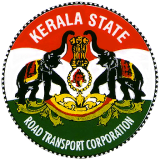 KERALA STATE
ROAD TRANSPORT CORPORATION